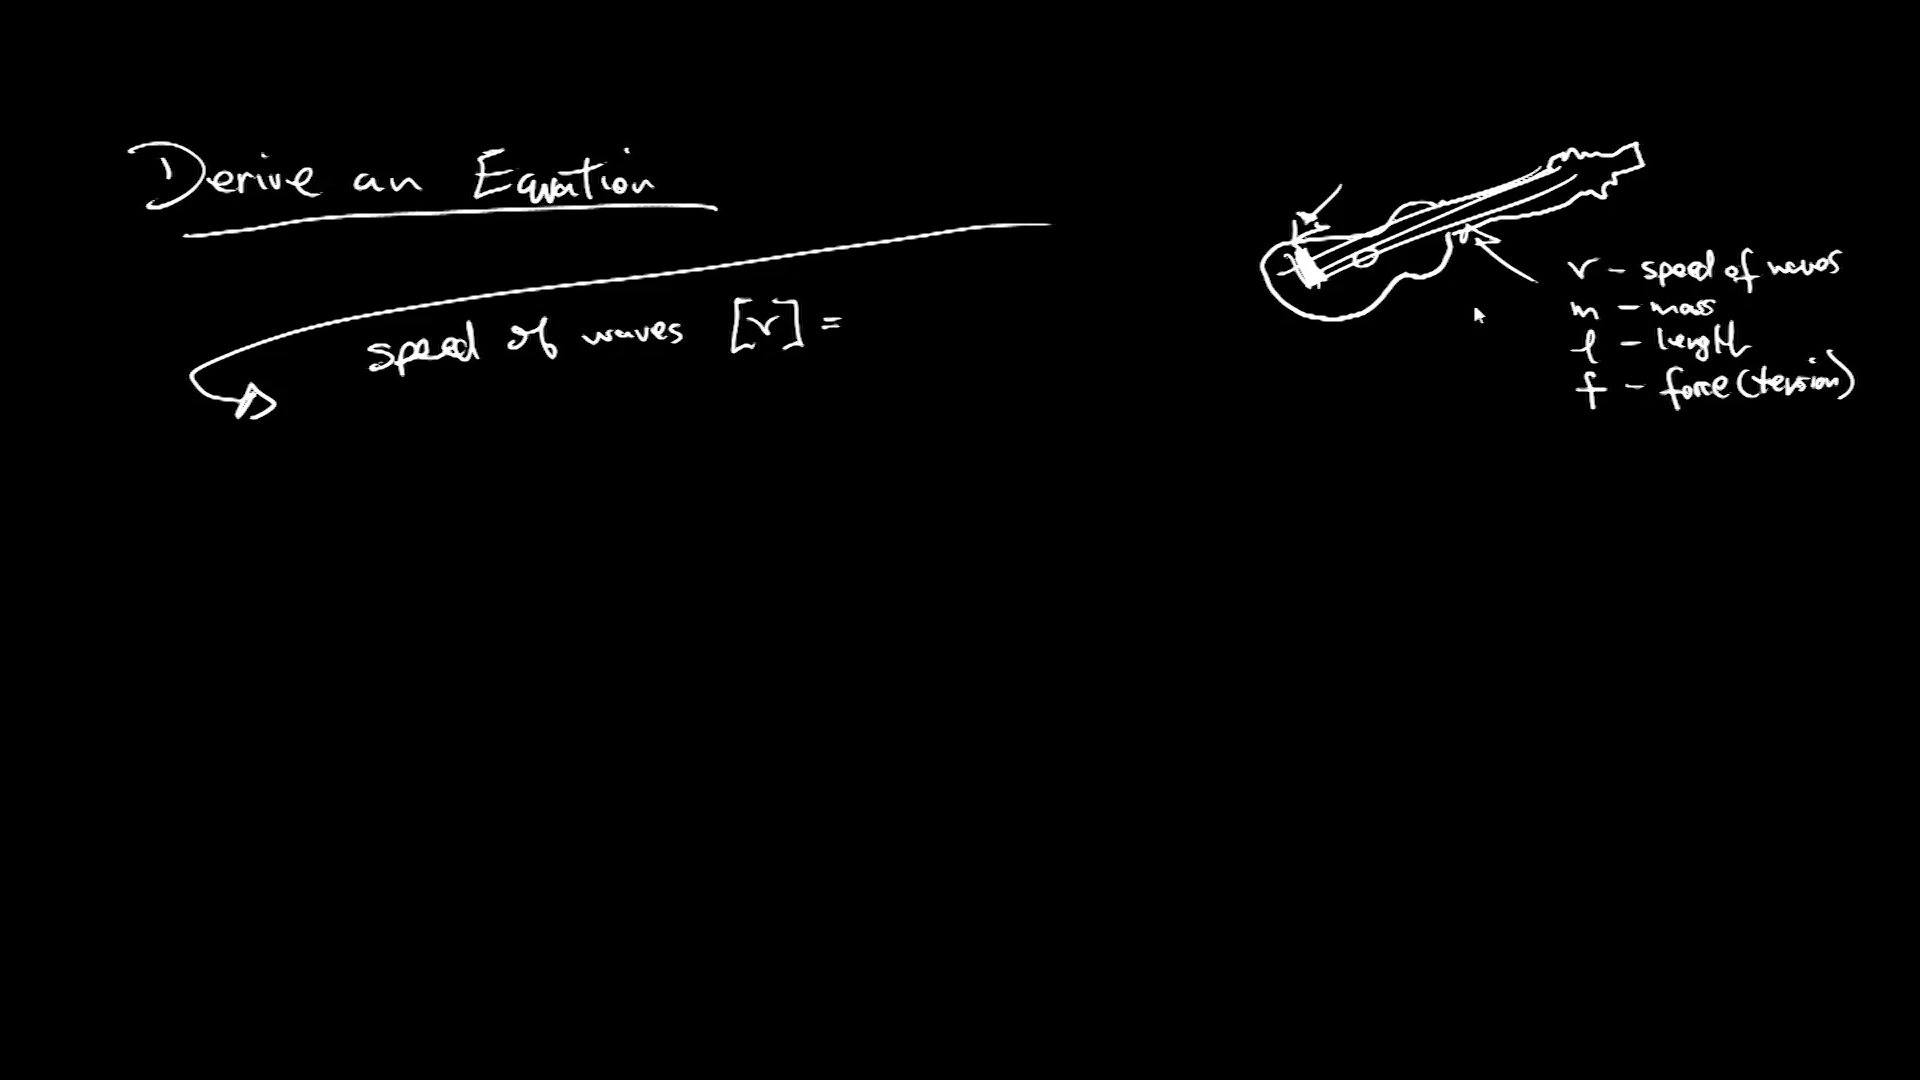 Derive an Equation
speed of waves [v] =
v - speed of waves
m - mass
l - length
f - force (tension)